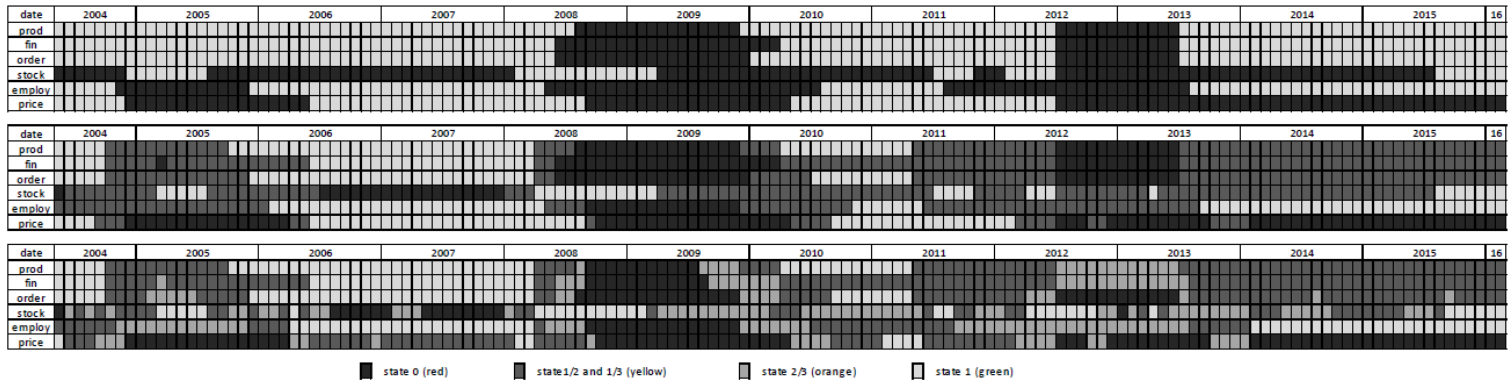 date 2004 2005 2006 2007 2008 2009 2010 2011 2012 2013 2014 2015 16
prod
fin
order
stock
employ
price
date 2004 2005 2006 2007 2008 2009 2010 2011 2012 2013 2014 2015 16
prod
fin
order
stock
employ
price
date 2004 2005 2006 2007 2008 2009 2010 2011 2012 2013 2014 2015 16
prod
fin
order
stock
employ
price
state 0 (red) state1/2 and 1/3 (yellow) state 2/3 (orange) state 1 (green)